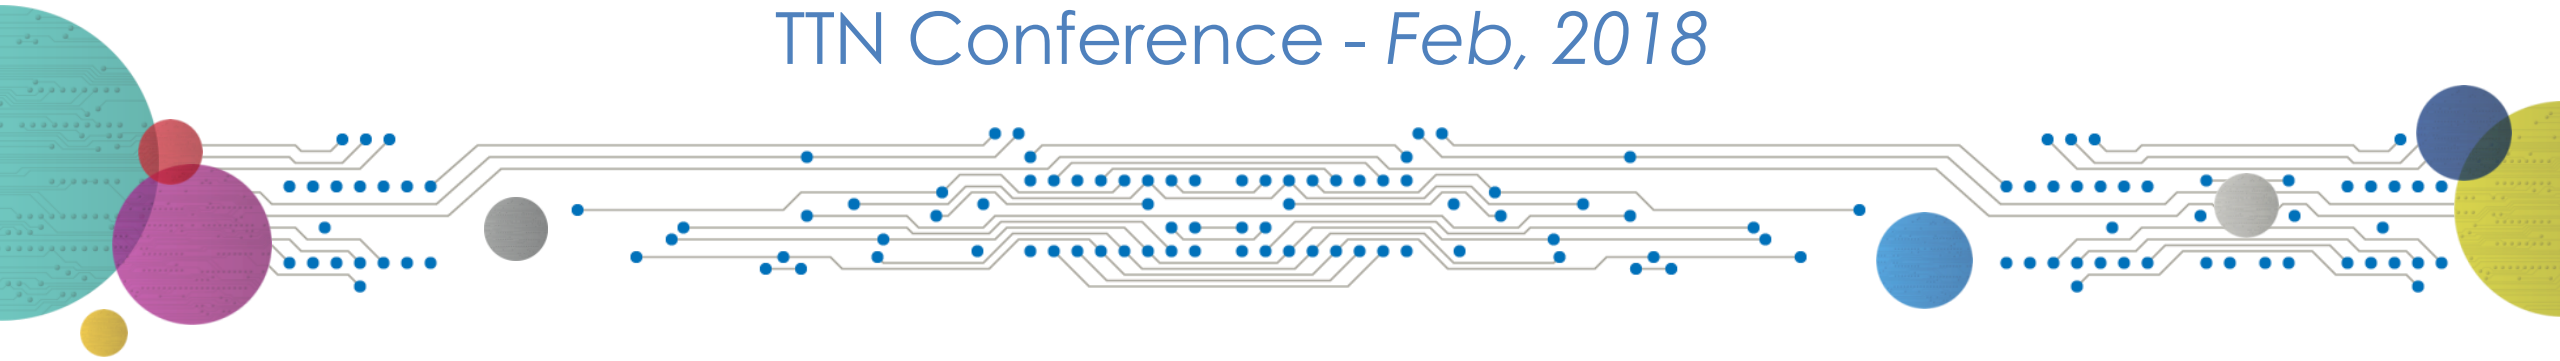 TTN Conference - Feb, 2018